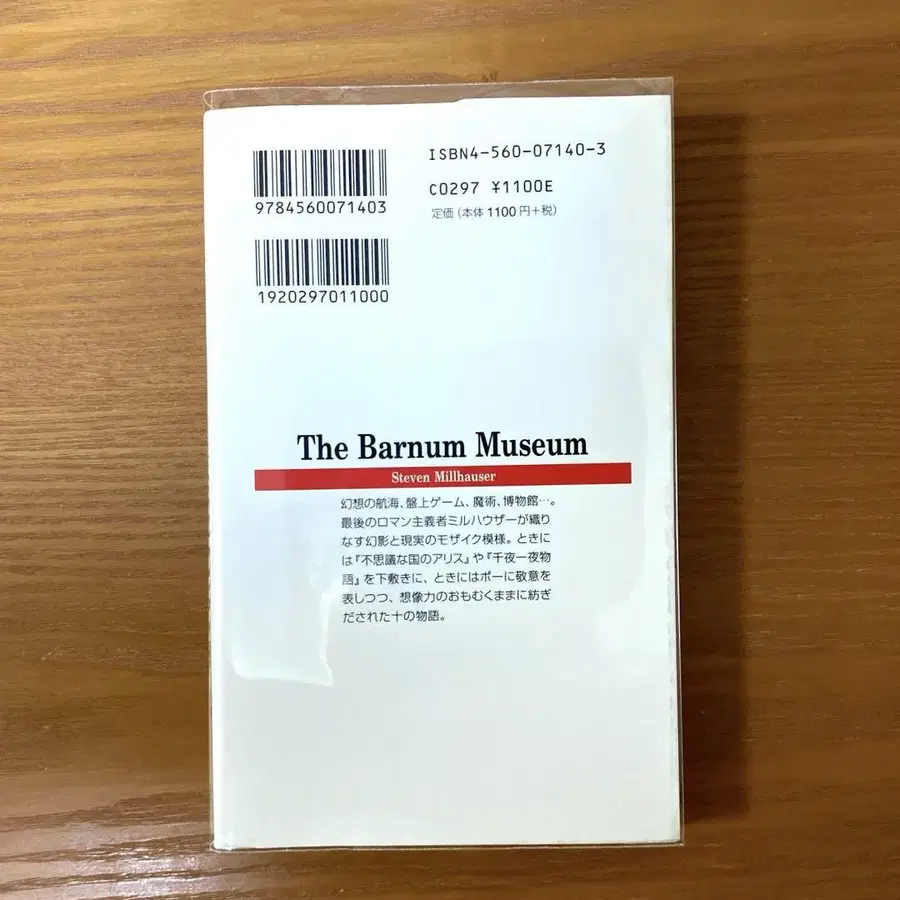 ISBN4-560-07140-3
9784560071403
C0297 ¥1100E
定価(本体1100円+税)
1920297011000
The Barnum Museum
Steven Millhauser
幻想の航海、盤上ゲーム、魔術、博物館…。
最後のロマン主義者ミルハウザーが織り
なす幻影と現実のモザイク模様。ときに
は『不思議な国のアリス』や『千夜一夜物
語』を下敷きに、ときにはポーに敬意を
表しつつ、想像力のおもむくままに紡ぎ
だされた十の物語。